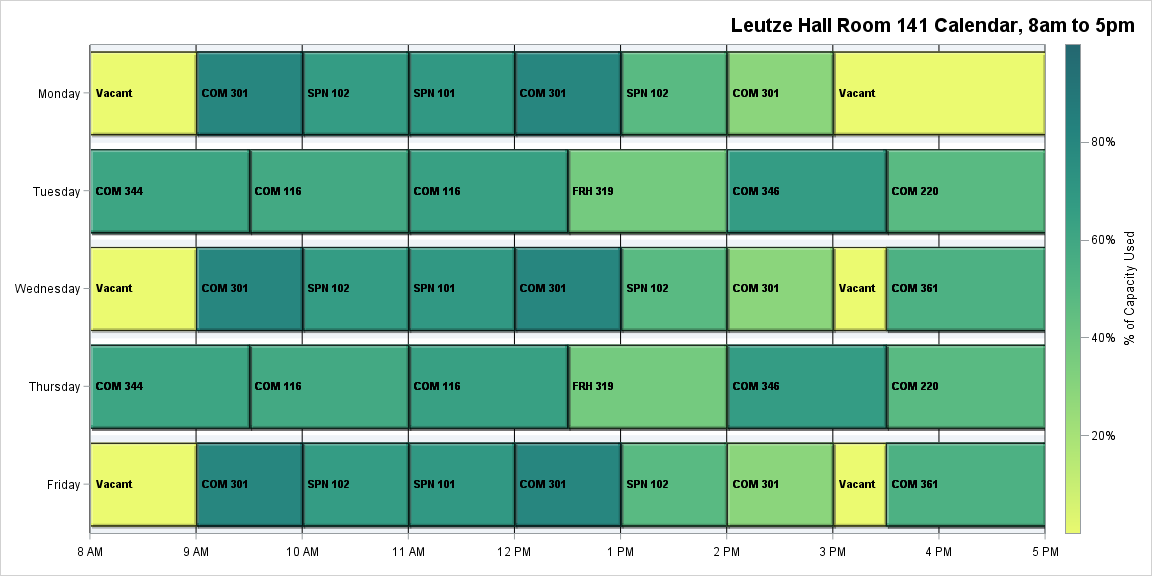 Leutze Hall Room 141 Calendar, 8am to 5pm
Monday
Vacant
COM 301
SPN 102
SPN 101
COM 301
SPN 102
COM 301
Vacant
Tuesday
COM 344
COM 116
COM 116
FRH 319
COM 346
COM 220
Wednesday
Vacant
COM 301
SPN 102
SPN 101
COM 301
SPN 102
COM 301
Vacant
COM 361
Thursday
COM 344
COM 116
COM 116
FRH 319
COM 346
COM 220
Friday
Vacant
COM 301
SPN 102
SPN 101
COM 301
SPN 102
COM 301
Vacant
COM 361
8 AM
9 AM
10 AM
11 AM
12 PM
1 PM
2 PM
3 PM
4 PM
5 PM
80%
60%
40%
20%
% of Capacity Used